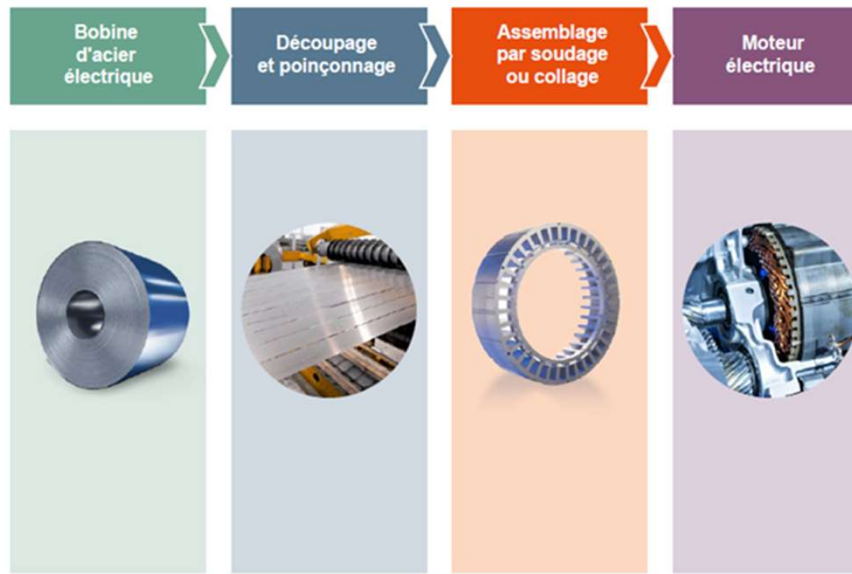 Bobine
d'acier
électrique
Découpage
et poinçonnage
Assemblage
par soudage
ou collage
Moteur
électrique